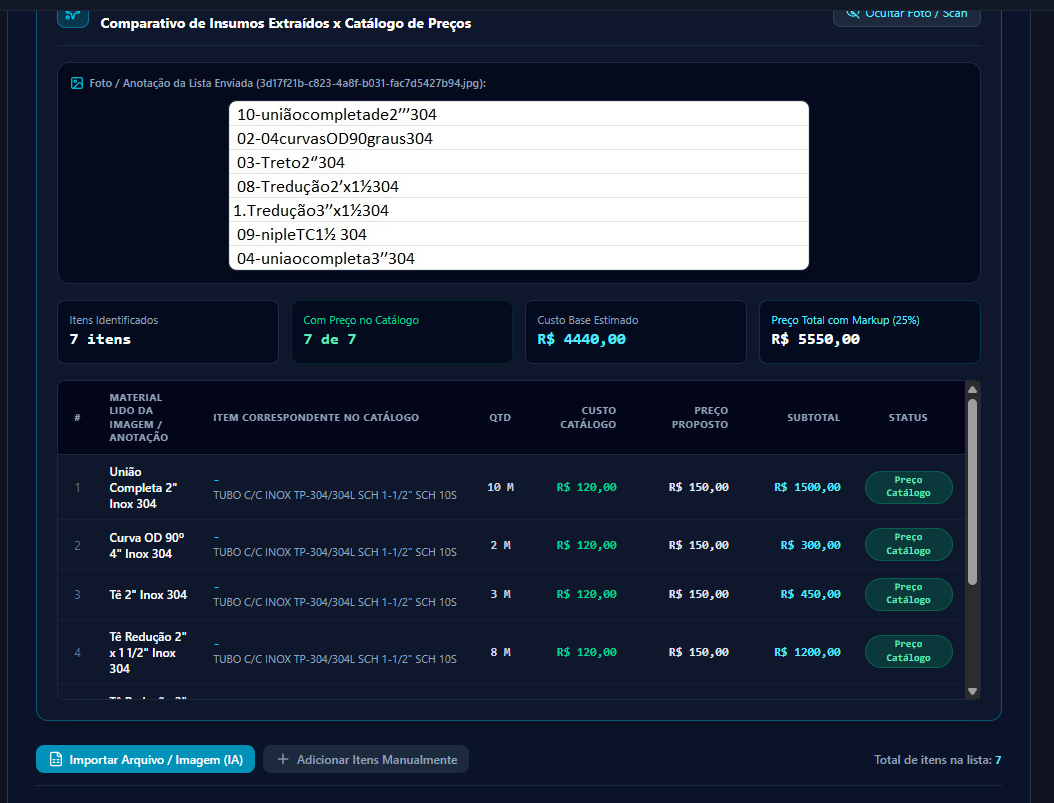 Comparativo de Insumos Extraídos x Catálogo de Preços
Ocultar Foto / Scan
Foto / Anotação da Lista Enviada (3d17f21b-c823-4a8f-b031-fac7d5427b94.jpg):
10-uniãocompletade2’’’304
02-04curvasOD90graus304
03-Treto2’’304
08-Tredução2’x1½304
1.Tredução3’’x1½304
09-nipleTC1½ 304
04-uniaocompleta3’’304
Itens Identificados
7 itens
Com Preço no Catálogo
7 de 7
Custo Base Estimado
R$ 4440,00
Preço Total com Markup (25%)
R$ 5550,00
# MATERIAL LIDO DA IMAGEM / ANOTAÇÃO ITEM CORRESPONDENTE NO CATÁLOGO QTD CUSTO CATÁLOGO PREÇO PROPOSTO SUBTOTAL STATUS
1 União Completa 2" Inox 304 – TUBO C/C INOX TP-304/304L SCH 1-1/2" SCH 10S 10 M R$ 120,00 R$ 150,00 R$ 1500,00 Preço Catálogo
2 Curva OD 90º 4" Inox 304 – TUBO C/C INOX TP-304/304L SCH 1-1/2" SCH 10S 2 M R$ 120,00 R$ 150,00 R$ 300,00 Preço Catálogo
3 Tê 2" Inox 304 – TUBO C/C INOX TP-304/304L SCH 1-1/2" SCH 10S 3 M R$ 120,00 R$ 150,00 R$ 450,00 Preço Catálogo
4 Tê Redução 2" x 1 1/2" Inox 304 – TUBO C/C INOX TP-304/304L SCH 1-1/2" SCH 10S 8 M R$ 120,00 R$ 150,00 R$ 1200,00 Preço Catálogo
Importar Arquivo / Imagem (IA)
+ Adicionar Itens Manualmente
Total de itens na lista: 7